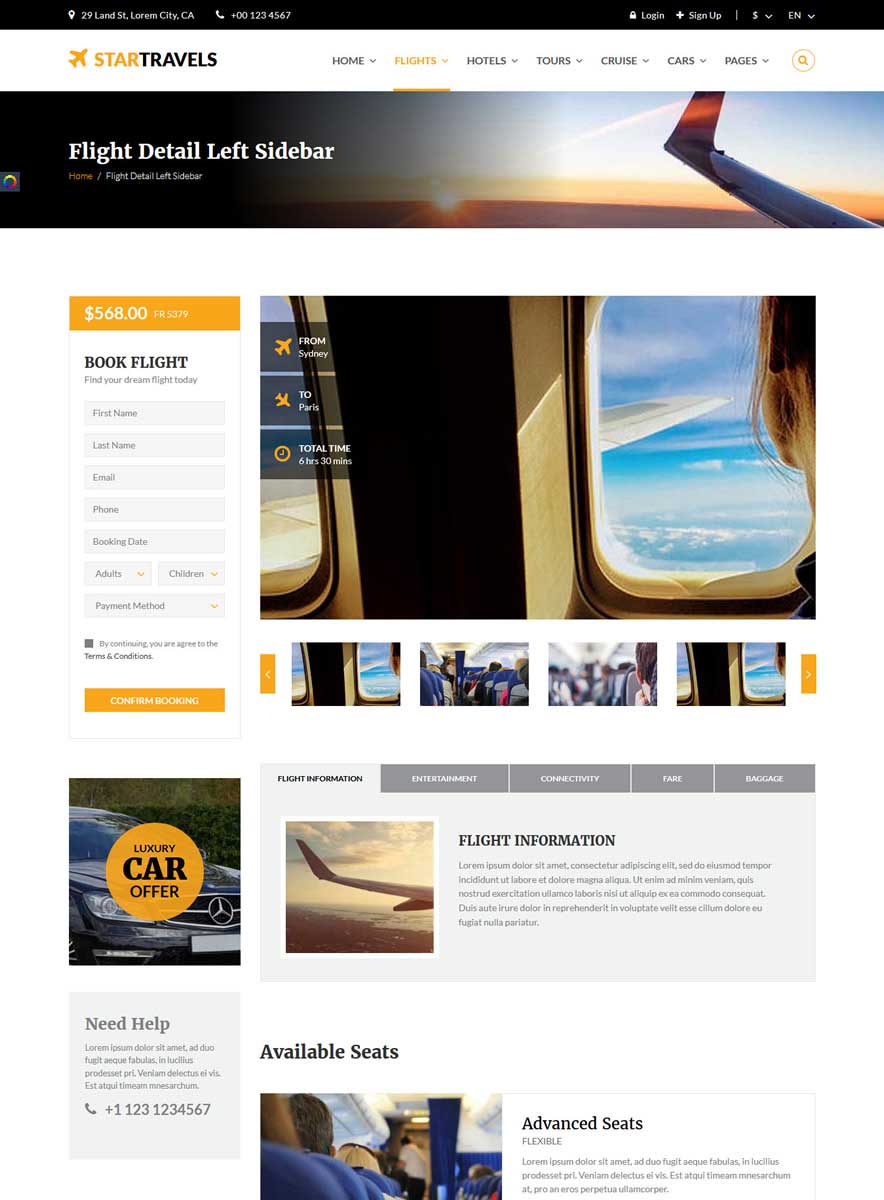 29 Land St, Lorem City, CA +00 123 4567 Login Sign Up | $ EN
STARTRAVELS HOME FLIGHTS HOTELS TOURS CRUISE CARS PAGES
Flight Detail Left Sidebar
Home / Flight Detail Left Sidebar
$568.00 FR 5379
BOOK FLIGHT
Find your dream flight today
First Name
Last Name
Email
Phone
Booking Date
Adults Children
Payment Method
By continuing, you are agree to the
Terms & Conditions.
CONFIRM BOOKING
FROM
Sydney
TO
Paris
TOTAL TIME
6 hrs 30 mins
LUXURY
CAR
OFFER
Need Help
Lorem ipsum dolor sit amet, ad duo
fugit aeque fabulas, in lucilius
prodesset pri. Veniam delectus ei vis.
Est atqui timeam mnesarchum.
+1 123 1234567
FLIGHT INFORMATION ENTERTAINMENT CONNECTIVITY FARE BAGGAGE
FLIGHT INFORMATION
Lorem ipsum dolor sit amet, consectetur adipiscing elit, sed do eiusmod tempor
incididunt ut labore et dolore magna aliqua. Ut enim ad minim veniam, quis
nostrud exercitation ullamco laboris nisi ut aliquip ex ea commodo consequat.
Duis aute irure dolor in reprehenderit in voluptate velit esse cillum dolore eu
fugiat nulla pariatur.
Available Seats
Advanced Seats
FLEXIBLE
Lorem ipsum dolor sit amet, ad duo fugit aeque fabulas, in lucilius
prodesset pri. Veniam delectus ei vis. Est atqui timeam mnesarchum
at, pro an eros perpetua ullamcorper.